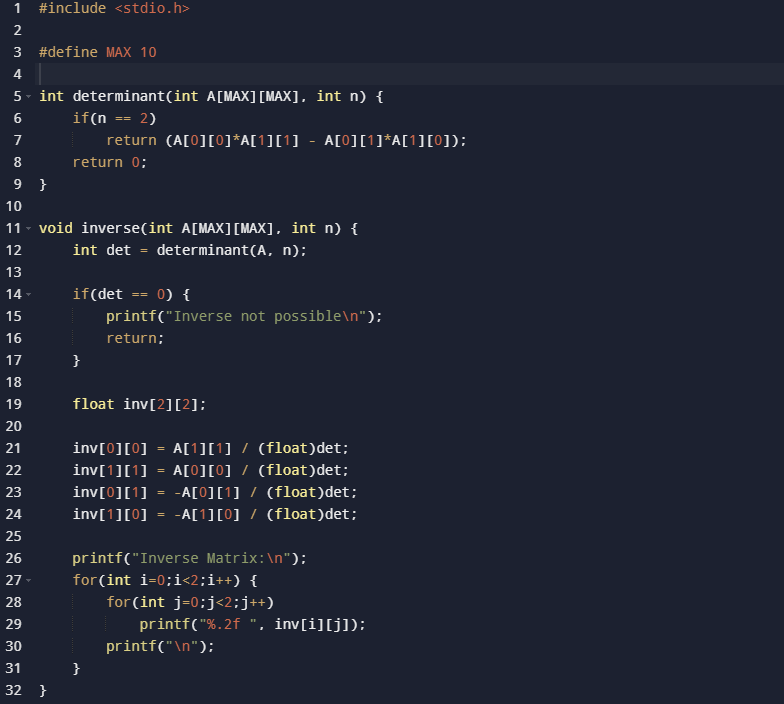 1 #include <stdio.h>
2
3 #define MAX 10
4
5 int determinant(int A[MAX][MAX], int n) {
6     if(n == 2)
7         return (A[0][0]*A[1][1] - A[0][1]*A[1][0]);
8     return 0;
9 }
10
11 void inverse(int A[MAX][MAX], int n) {
12     int det = determinant(A, n);
13
14     if(det == 0) {
15         printf("Inverse not possible\n");
16         return;
17     }
18
19     float inv[2][2];
20
21     inv[0][0] = A[1][1] / (float)det;
22     inv[1][1] = A[0][0] / (float)det;
23     inv[0][1] = -A[0][1] / (float)det;
24     inv[1][0] = -A[1][0] / (float)det;
25
26     printf("Inverse Matrix:\n");
27     for(int i=0;i<2;i++) {
28         for(int j=0;j<2;j++)
29             printf("%.2f ", inv[i][j]);
30         printf("\n");
31     }
32 }